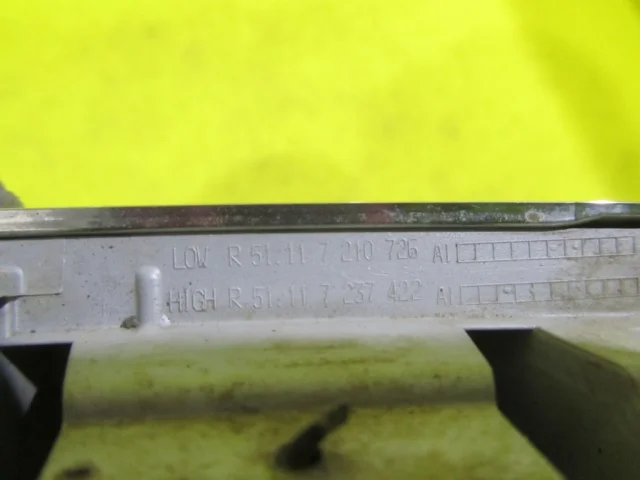 LOW R 51.11 7 210 726 AI
HIGH R 51.11 7 237 422 AI